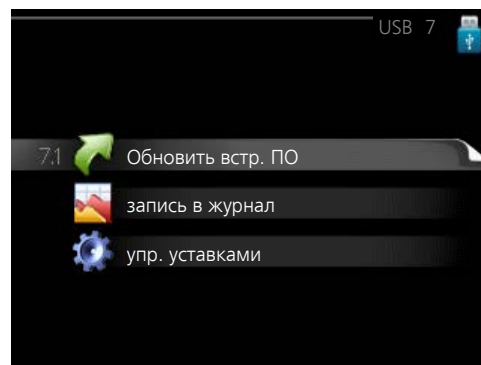 USB 7
7.1 Обновить встр. ПО
запись в журнал
упр. уставками